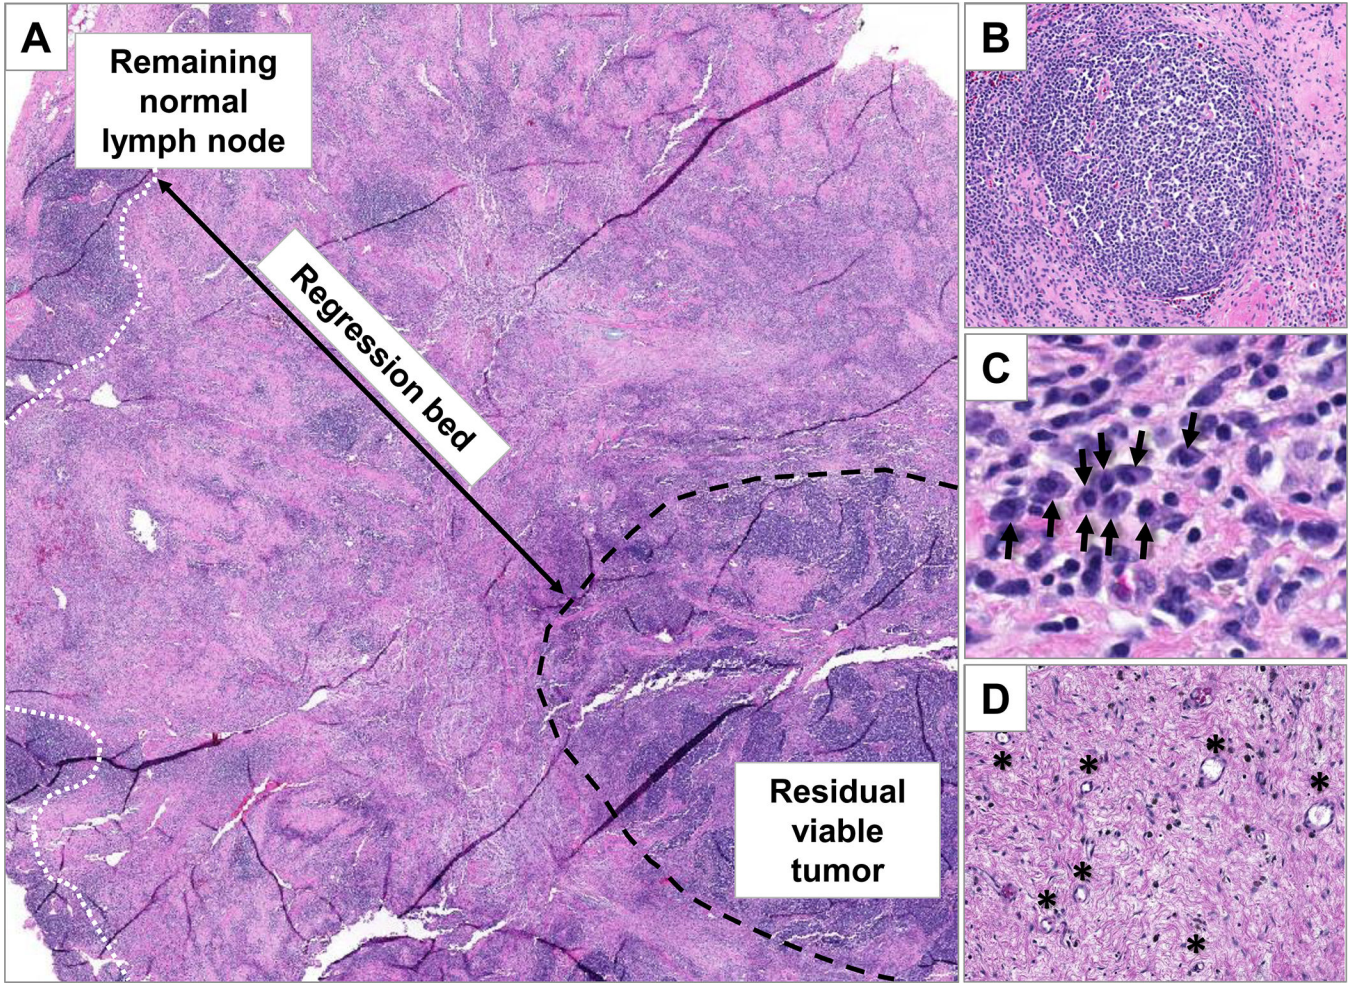 A
Remaining
normal
lymph node
Regression bed
Residual
viable
tumor
B
C
D
* * * * * * * *